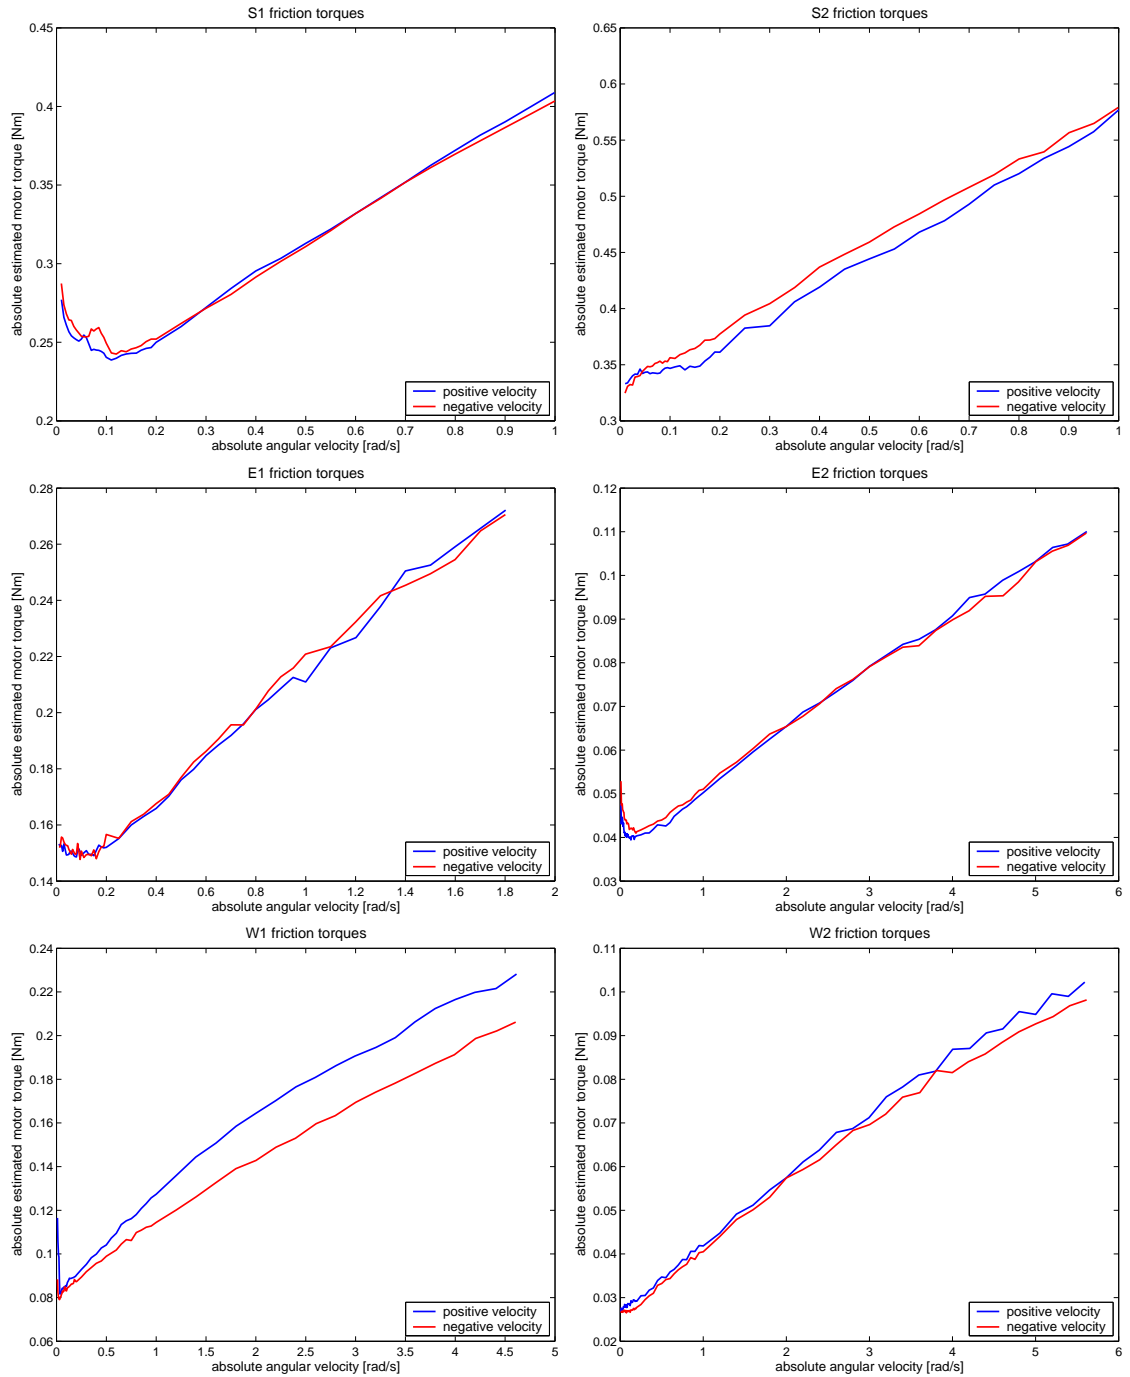 S1 friction torques
absolute estimated motor torque [Nm]
0.45
0.4
0.35
0.3
0.25
0.2
0 0.1 0.2 0.3 0.4 0.5 0.6 0.7 0.8 0.9 1
absolute angular velocity [rad/s]
positive velocity
negative velocity
S2 friction torques
absolute estimated motor torque [Nm]
0.65
0.6
0.55
0.5
0.45
0.4
0.35
0.3
0 0.1 0.2 0.3 0.4 0.5 0.6 0.7 0.8 0.9 1
absolute angular velocity [rad/s]
positive velocity
negative velocity
E1 friction torques
absolute estimated motor torque [Nm]
0.28
0.26
0.24
0.22
0.2
0.18
0.16
0.14
0 0.2 0.4 0.6 0.8 1 1.2 1.4 1.6 1.8 2
absolute angular velocity [rad/s]
positive velocity
negative velocity
E2 friction torques
absolute estimated motor torque [Nm]
0.12
0.11
0.1
0.09
0.08
0.07
0.06
0.05
0.04
0.03
0 1 2 3 4 5 6
absolute angular velocity [rad/s]
positive velocity
negative velocity
W1 friction torques
absolute estimated motor torque [Nm]
0.24
0.22
0.2
0.18
0.16
0.14
0.12
0.1
0.08
0.06
0 0.5 1 1.5 2 2.5 3 3.5 4 4.5 5
absolute angular velocity [rad/s]
positive velocity
negative velocity
W2 friction torques
absolute estimated motor torque [Nm]
0.11
0.1
0.09
0.08
0.07
0.06
0.05
0.04
0.03
0.02
0 1 2 3 4 5 6
absolute angular velocity [rad/s]
positive velocity
negative velocity